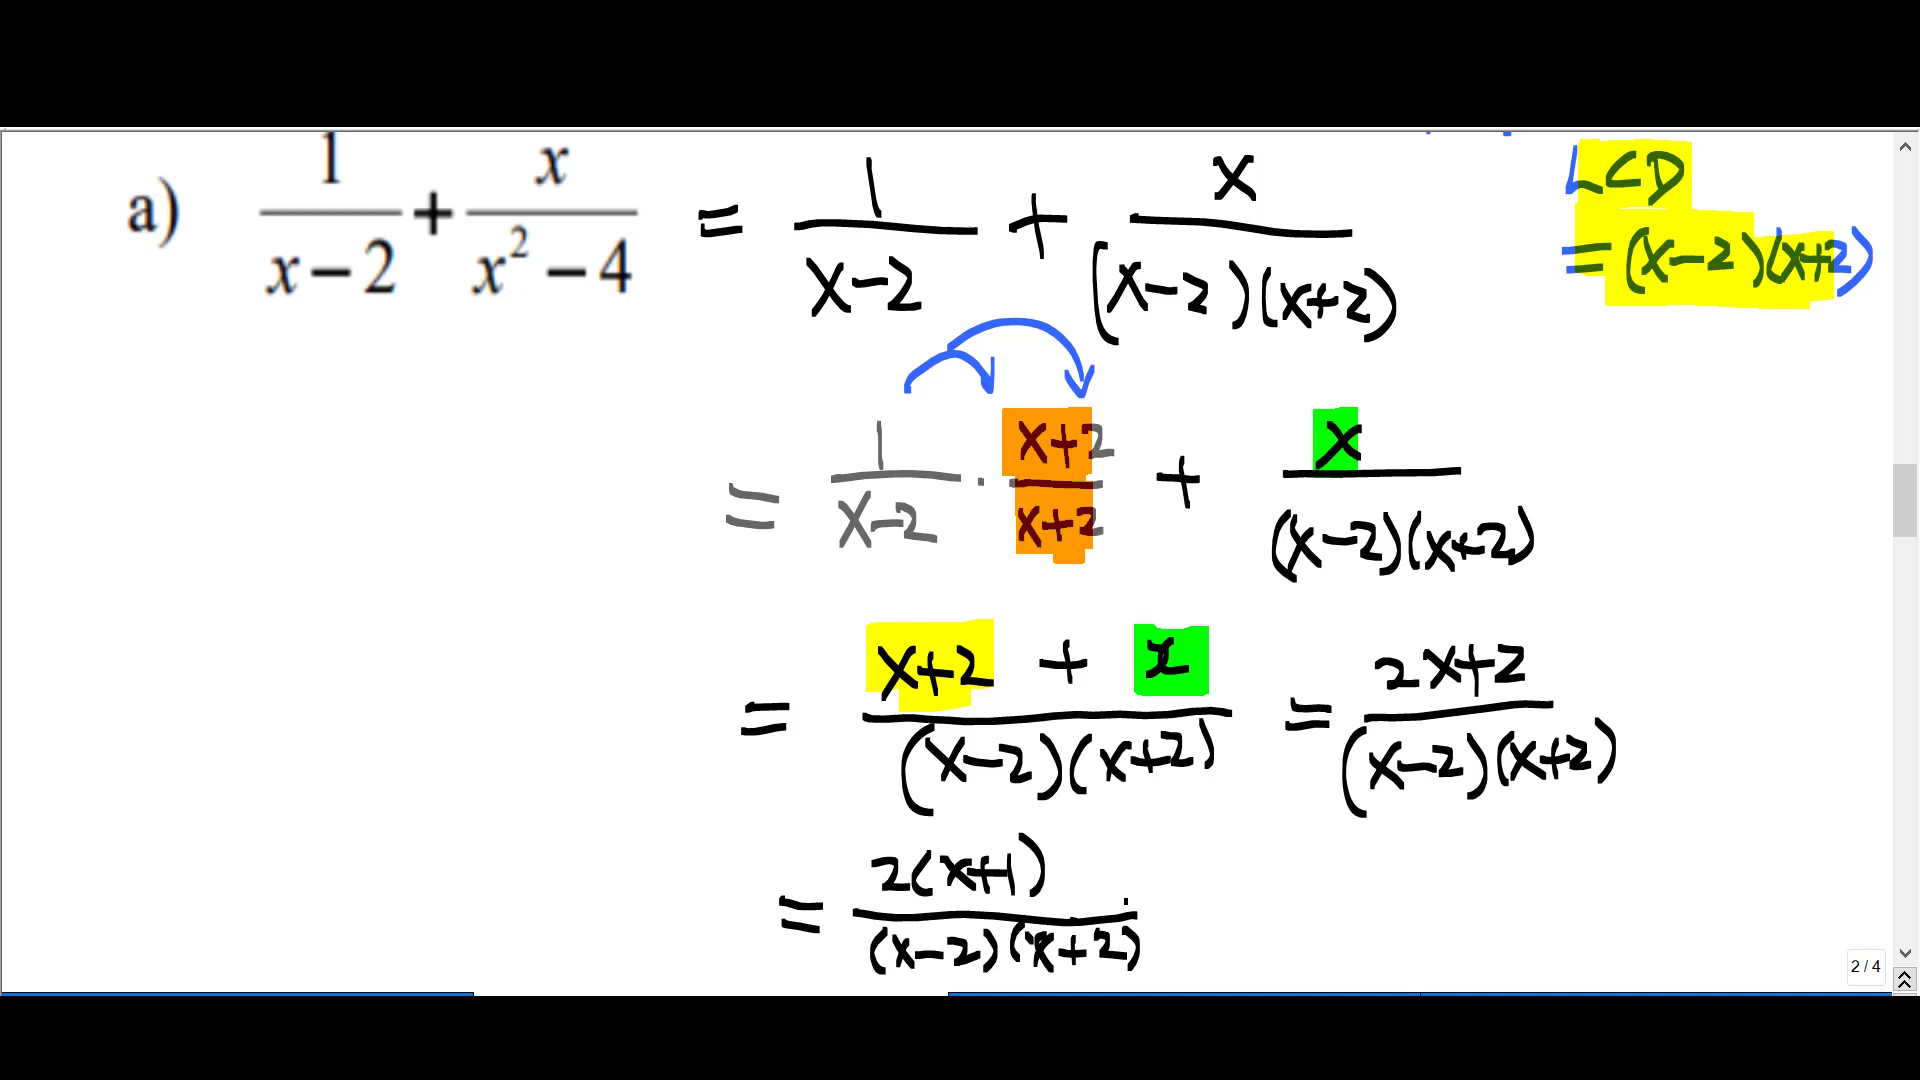 a) 1/(x−2) + x/(x²−4) = 1/(x−2) + x/((x−2)(x+2))
LCD
= (x−2)(x+2)
= 1/(x−2) · (x+2)/(x+2) + x/((x−2)(x+2))
= (x+2 + x)/((x−2)(x+2)) = (2x+2)/((x−2)(x+2))
= 2(x+1)/((x−2)(x+2))
2 / 4